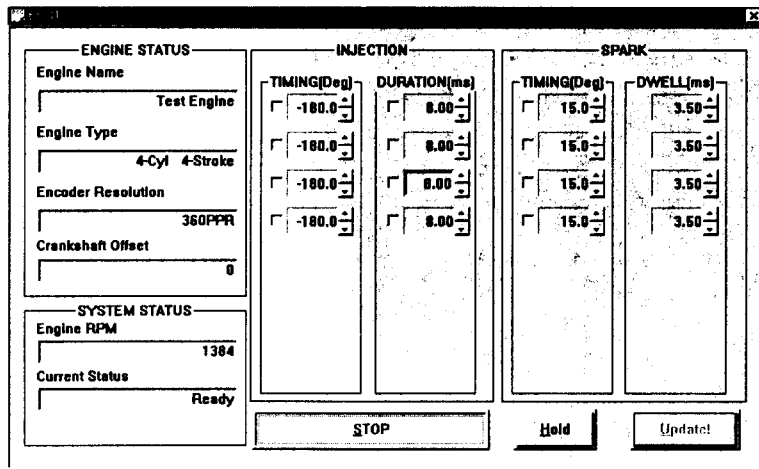 ENGINE STATUS
Engine Name
Test Engine
Engine Type
4-Cyl 4-Stroke
Encoder Resolution
360PPR
Crankshaft Offset
0
SYSTEM STATUS
Engine RPM
1384
Current Status
Ready
INJECTION
TIMING(Deg) DURATION(ms)
-180.0 8.00
-180.0 8.00
-180.0 8.00
-180.0 8.00
SPARK
TIMING(Deg) DWELL(ms)
15.0 3.50
15.0 3.50
15.0 3.50
15.0 3.50
STOP
Hold
Update!